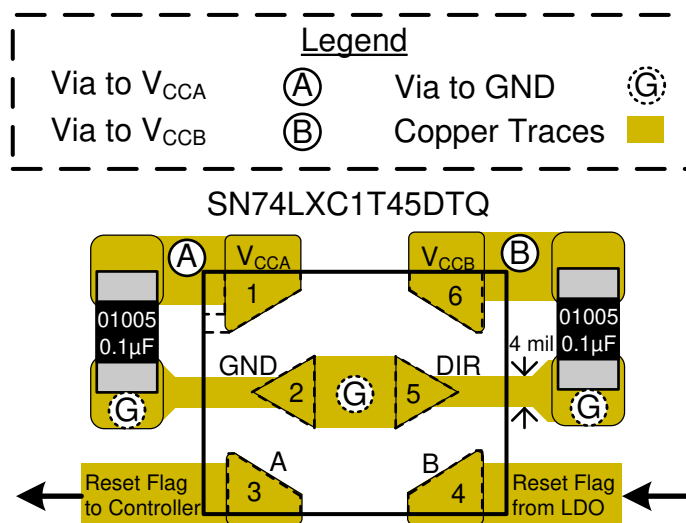 Legend
Via to VCCA A Via to GND G
Via to VCCB B Copper Traces
SN74LXC1T45DTQ
A B
VCCA VCCB
1 6
01005 01005
0.1µF 0.1µF
4 mil
GND DIR
2 G 5
G G
A B
Reset Flag to Controller
3 4
Reset Flag from LDO